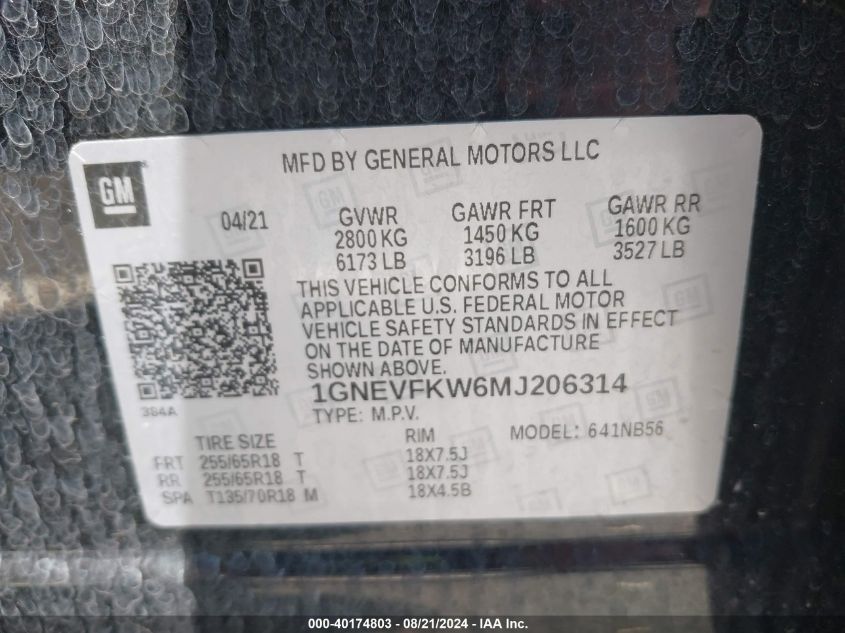 MFD BY GENERAL MOTORS LLC
GM
04/21
GVWR GAWR FRT GAWR RR
2800 KG 1450 KG 1600 KG
6173 LB 3196 LB 3527 LB
THIS VEHICLE CONFORMS TO ALL
APPLICABLE U.S. FEDERAL MOTOR
VEHICLE SAFETY STANDARDS IN EFFECT
ON THE DATE OF MANUFACTURE
SHOWN ABOVE.
1GNEVFKW6MJ206314
384A
TYPE: M.P.V.
TIRE SIZE RIM MODEL: 641NB56
FRT 255/65R18 T 18X7.5J
RR 255/65R18 T 18X7.5J
SPA T135/70R18 M 18X4.5B
000-40174803 - 08/21/2024 - TM & © IAA, Inc.